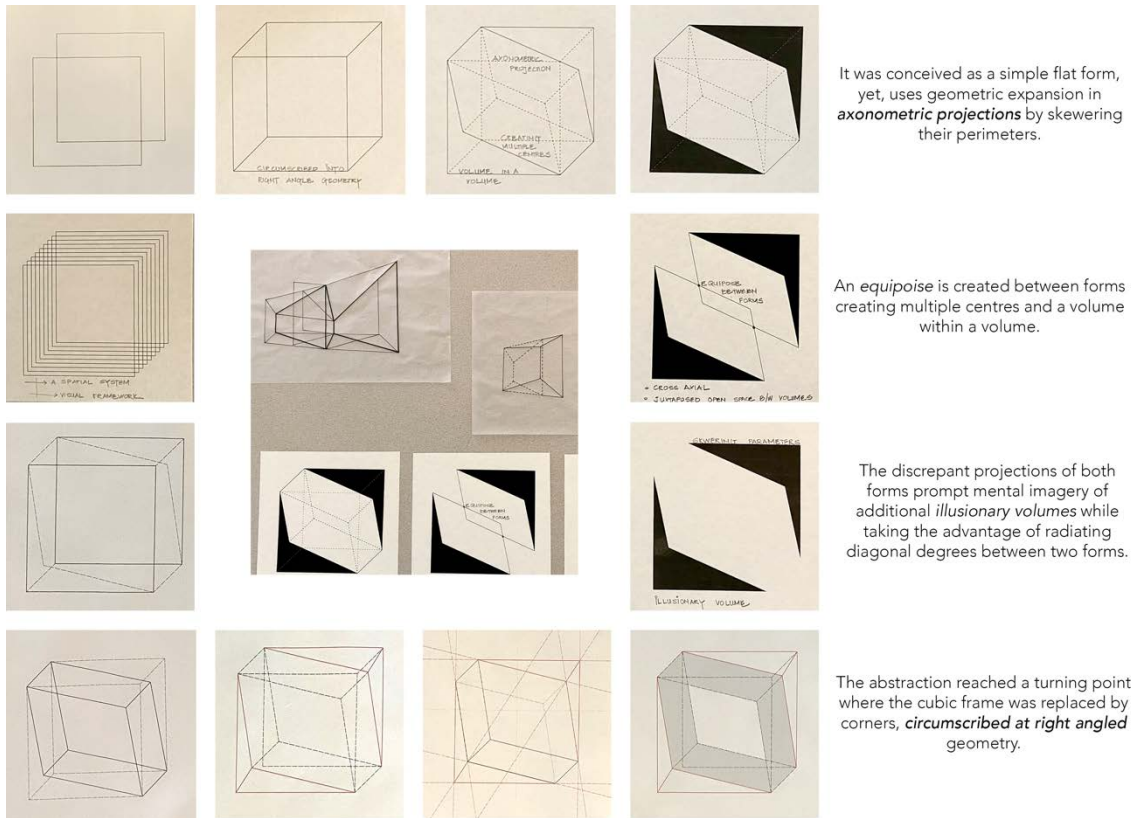 It was conceived as a simple flat form,
yet, uses geometric expansion in
axonometric projections by skewering
their perimeters.
CIRCUMSCRIBED INTO
RIGHT ANGLE GEOMETRY
AXONOMETRIC
PROJECTION
CREATING
MULTIPLE
CENTRES
VOLUME IN A
VOLUME
A SPATIAL SYSTEM
VISUAL FRAMEWORK
EQUIPOISE
BETWEEN
FORMS
CROSS AXIAL
JUXTAPOSED OPEN SPACE B/W VOLUMES
An equipoise is created between forms
creating multiple centres and a volume
within a volume.
EQUIPOISE
BETWEEN
FORMS
PARAMETERS
ILLUSIONARY VOLUME
The discrepant projections of both
forms prompt mental imagery of
additional illusionary volumes while
taking the advantage of radiating
diagonal degrees between two forms.
The abstraction reached a turning point
where the cubic frame was replaced by
corners, circumscribed at right angled
geometry.